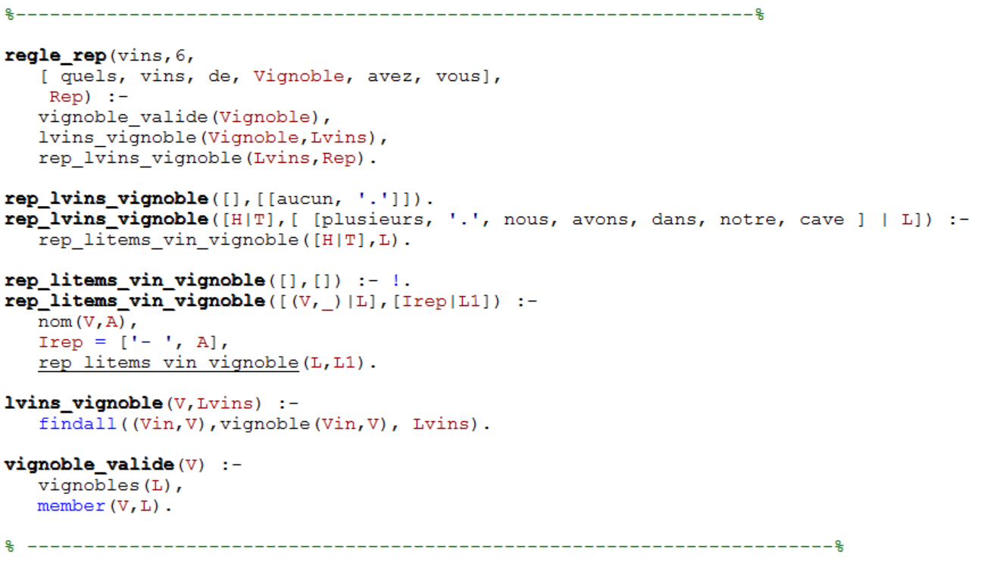 %-----------------------------------------------------------------%
regle_rep(vins,6,
   [ quels, vins, de, Vignoble, avez, vous],
    Rep) :-
   vignoble_valide(Vignoble),
   lvins_vignoble(Vignoble,Lvins),
   rep_lvins_vignoble(Lvins,Rep).
rep_lvins_vignoble([],[[aucun, '.']]).
rep_lvins_vignoble([H|T],[ [plusieurs, '.', nous, avons, dans, notre, cave ] | L]) :-
   rep_litems_vin_vignoble([H|T],L).
rep_litems_vin_vignoble([],[]) :- !.
rep_litems_vin_vignoble([(V,_)|L],[Irep|L1]) :-
   nom(V,A),
   Irep = ['- ', A],
   rep_litems_vin_vignoble(L,L1).
lvins_vignoble(V,Lvins) :-
   findall((Vin,V),vignoble(Vin,V), Lvins).
vignoble_valide(V) :-
   vignobles(L),
   member(V,L).
% -----------------------------------------------------------------------%